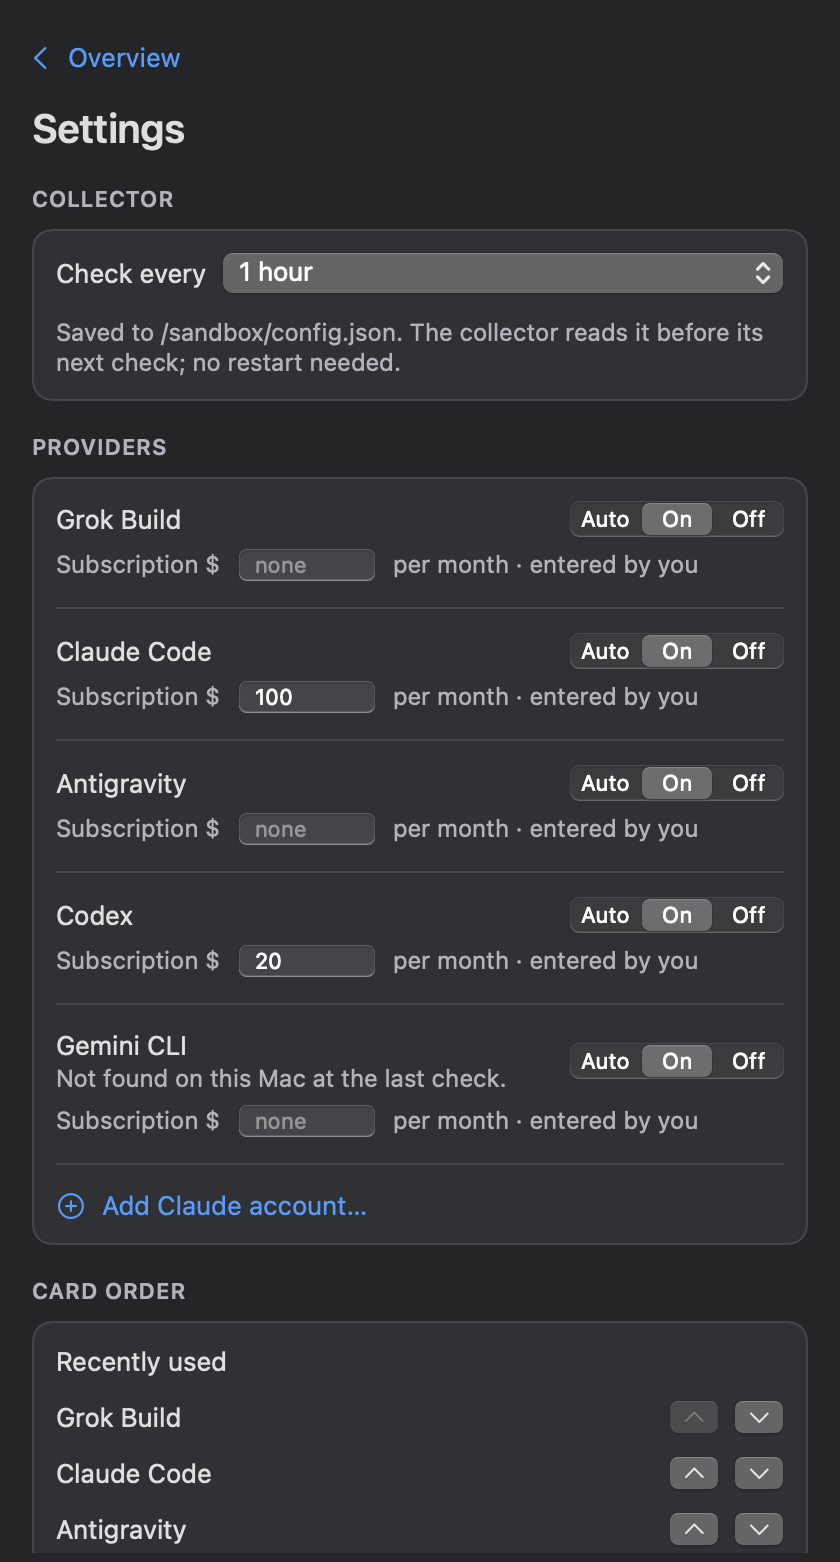 Overview
Settings
COLLECTOR
Check every 1 hour
Saved to /sandbox/config.json. The collector reads it before its
next check; no restart needed.
PROVIDERS
Grok Build Auto On Off
Subscription $ none per month · entered by you
Claude Code Auto On Off
Subscription $ 100 per month · entered by you
Antigravity Auto On Off
Subscription $ none per month · entered by you
Codex Auto On Off
Subscription $ 20 per month · entered by you
Gemini CLI Auto On Off
Not found on this Mac at the last check.
Subscription $ none per month · entered by you
Add Claude account...
CARD ORDER
Recently used
Grok Build
Claude Code
Antigravity